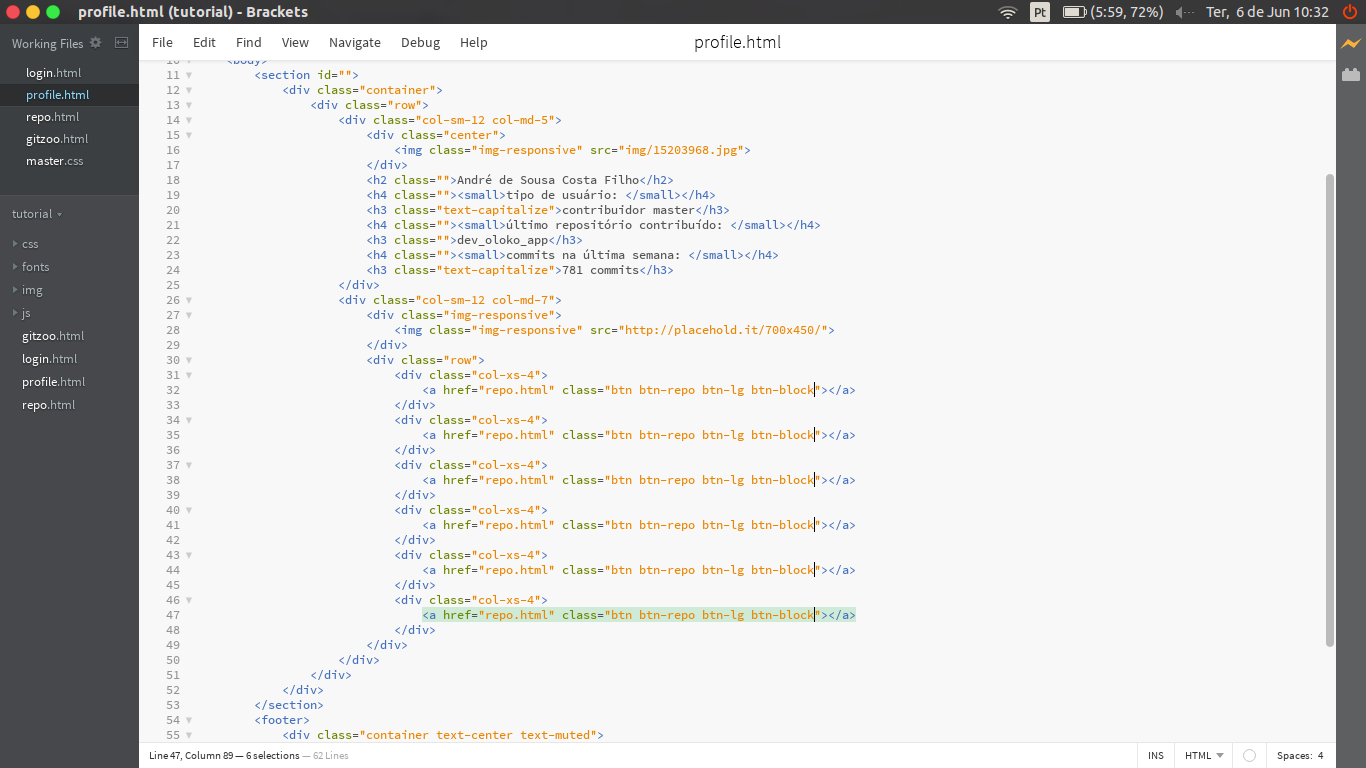 profile.html (tutorial) - Brackets
Pt
(5:59, 72%)
Ter, 6 de Jun 10:32
Working Files
login.html
profile.html
repo.html
gitzoo.html
master.css
tutorial
css
fonts
img
js
gitzoo.html
login.html
profile.html
repo.html
File Edit Find View Navigate Debug Help
profile.html
10 <body>
11 <section id="">
12 <div class="container">
13 <div class="row">
14 <div class="col-sm-12 col-md-5">
15 <div class="center">
16 <img class="img-responsive" src="img/15203968.jpg">
17 </div>
18 <h2 class="">André de Sousa Costa Filho</h2>
19 <h4 class=""><small>tipo de usuário: </small></h4>
20 <h3 class="text-capitalize">contribuidor master</h3>
21 <h4 class=""><small>último repositório contribuído: </small></h4>
22 <h3 class="">dev_oloko_app</h3>
23 <h4 class=""><small>commits na última semana: </small></h4>
24 <h3 class="text-capitalize">781 commits</h3>
25 </div>
26 <div class="col-sm-12 col-md-7">
27 <div class="img-responsive">
28 <img class="img-responsive" src="http://placehold.it/700x450/">
29 </div>
30 <div class="row">
31 <div class="col-xs-4">
32 <a href="repo.html" class="btn btn-repo btn-lg btn-block"></a>
33 </div>
34 <div class="col-xs-4">
35 <a href="repo.html" class="btn btn-repo btn-lg btn-block"></a>
36 </div>
37 <div class="col-xs-4">
38 <a href="repo.html" class="btn btn-repo btn-lg btn-block"></a>
39 </div>
40 <div class="col-xs-4">
41 <a href="repo.html" class="btn btn-repo btn-lg btn-block"></a>
42 </div>
43 <div class="col-xs-4">
44 <a href="repo.html" class="btn btn-repo btn-lg btn-block"></a>
45 </div>
46 <div class="col-xs-4">
47 <a href="repo.html" class="btn btn-repo btn-lg btn-block"></a>
48 </div>
49 </div>
50 </div>
51 </div>
52 </div>
53 </section>
54 <footer>
55 <div class="container text-center text-muted">
Line 47, Column 89 — 6 selections — 62 Lines
INS HTML Spaces: 4